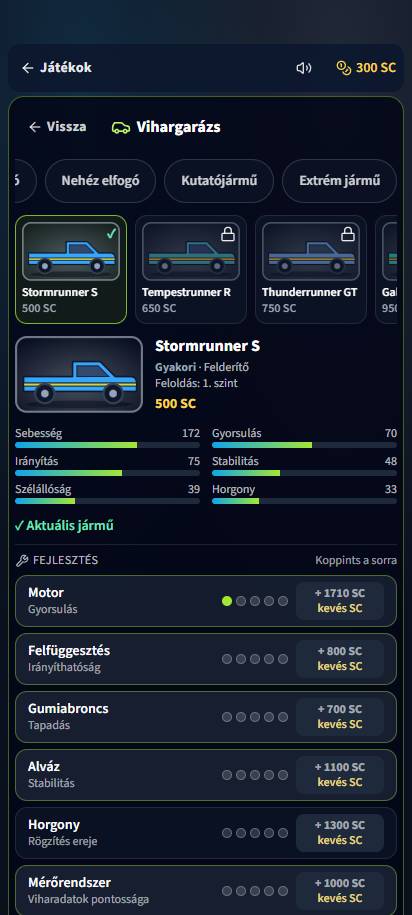 Játékok
300 SC
Vissza
Vihargarázs
ó
Nehéz elfogó
Kutatójármű
Extrém jármű
Stormrunner S
500 SC
Tempestrunner R
650 SC
Thunderrunner GT
750 SC
Gal
950
Stormrunner S
Gyakori · Felderítő
Feloldás: 1. szint
500 SC
Sebesség 172
Gyorsulás 70
Irányítás 75
Stabilitás 48
Szélállóság 39
Horgony 33
✓ Aktuális jármű
FEJLESZTÉS
Koppints a sorra
Motor
Gyorsulás
+ 1710 SC
kevés SC
Felfüggesztés
Irányíthatóság
+ 800 SC
kevés SC
Gumiabroncs
Tapadás
+ 700 SC
kevés SC
Alváz
Stabilitás
+ 1100 SC
kevés SC
Horgony
Rögzítés ereje
+ 1300 SC
kevés SC
Mérőrendszer
Viharadatok pontossága
+ 1000 SC
kevés SC